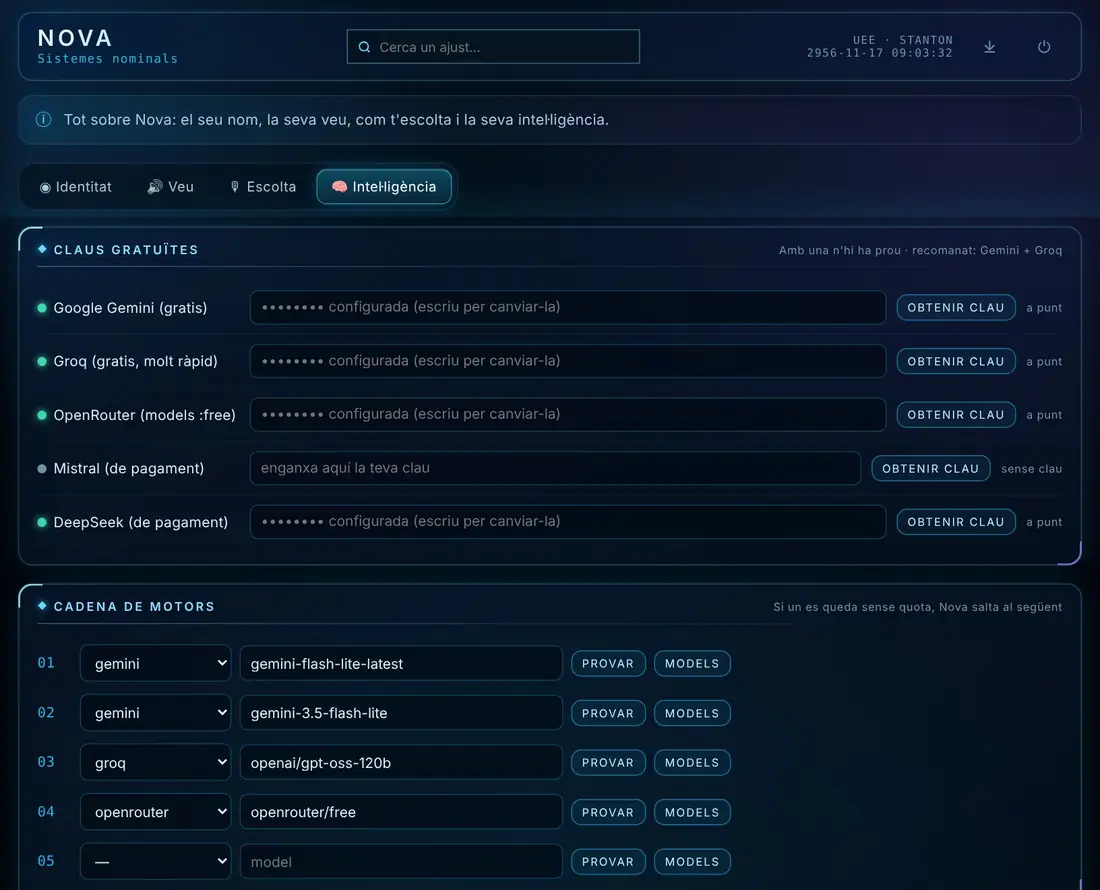 NOVA
Sistemes nominals
Cerca un ajust...
UEE · STANTON
2956-11-17 09:03:32
Tot sobre Nova: el seu nom, la seva veu, com t'escolta i la seva intel·ligència.
Identitat
Veu
Escolta
Intel·ligència
CLAUS GRATUÏTES
Amb una n'hi ha prou · recomanat: Gemini + Groq
Google Gemini (gratis)
•••••••• configurada (escriu per canviar-la)
OBTENIR CLAU
a punt
Groq (gratis, molt ràpid)
•••••••• configurada (escriu per canviar-la)
OBTENIR CLAU
a punt
OpenRouter (models :free)
•••••••• configurada (escriu per canviar-la)
OBTENIR CLAU
a punt
Mistral (de pagament)
enganxa aquí la teva clau
OBTENIR CLAU
sense clau
DeepSeek (de pagament)
•••••••• configurada (escriu per canviar-la)
OBTENIR CLAU
a punt
CADENA DE MOTORS
Si un es queda sense quota, Nova salta al següent
01
gemini
gemini-flash-lite-latest
PROVAR
MODELS
02
gemini
gemini-3.5-flash-lite
PROVAR
MODELS
03
groq
openai/gpt-oss-120b
PROVAR
MODELS
04
openrouter
openrouter/free
PROVAR
MODELS
05
—
model
PROVAR
MODELS